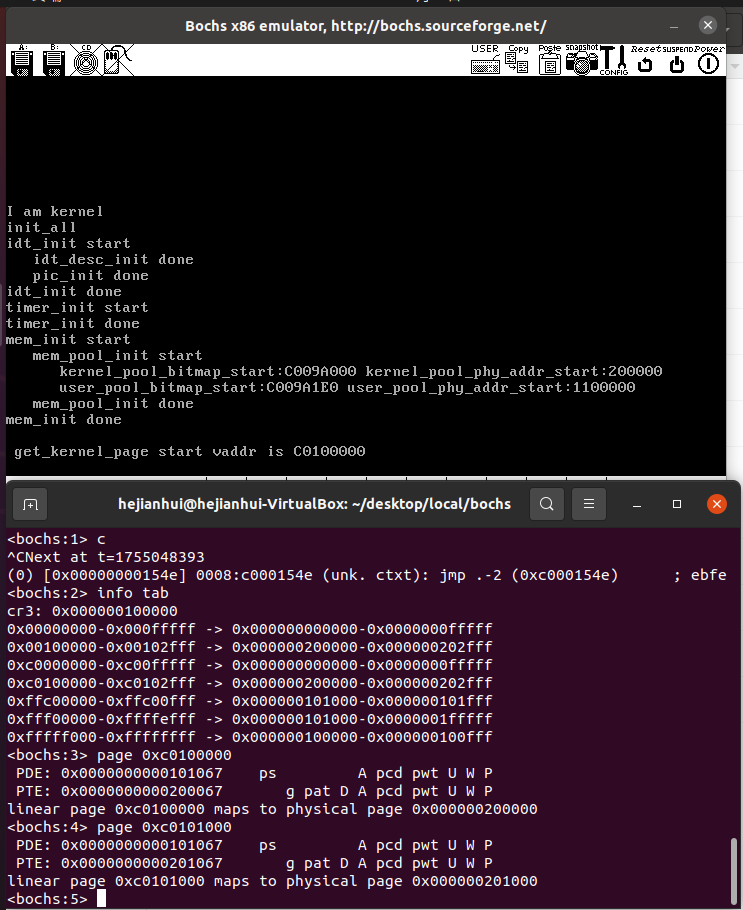 Bochs x86 emulator, http://bochs.sourceforge.net/
A: B: CD USER Copy Poste snapshot CONFIG Reset SUSPEND Power
I am kernel
init_all
idt_init start
   idt_desc_init done
   pic_init done
idt_init done
timer_init start
timer_init done
mem_init start
   mem_pool_init start
      kernel_pool_bitmap_start:C009A000 kernel_pool_phy_addr_start:200000
      user_pool_bitmap_start:C009A1E0 user_pool_phy_addr_start:1100000
   mem_pool_init done
mem_init done
 get_kernel_page start vaddr is C0100000
hejianhui@hejianhui-VirtualBox: ~/desktop/local/bochs
<bochs:1> c
^CNext at t=1755048393
(0) [0x00000000154e] 0008:c000154e (unk. ctxt): jmp .-2 (0xc000154e)      ; ebfe
<bochs:2> info tab
cr3: 0x000000100000
0x00000000-0x000fffff -> 0x000000000000-0x0000000fffff
0x00100000-0x00102fff -> 0x000000200000-0x000000202fff
0xc0000000-0xc00fffff -> 0x000000000000-0x0000000fffff
0xc0100000-0xc0102fff -> 0x000000200000-0x000000202fff
0xffc00000-0xffc00fff -> 0x000000101000-0x000000101fff
0xfff00000-0xffffefff -> 0x000000101000-0x0000001fffff
0xfffff000-0xffffffff -> 0x000000100000-0x000000100fff
<bochs:3> page 0xc0100000
 PDE: 0x0000000000101067    ps         A pcd pwt U W P
 PTE: 0x0000000000200067       g pat D A pcd pwt U W P
linear page 0xc0100000 maps to physical page 0x000000200000
<bochs:4> page 0xc0101000
 PDE: 0x0000000000101067    ps         A pcd pwt U W P
 PTE: 0x0000000000201067       g pat D A pcd pwt U W P
linear page 0xc0101000 maps to physical page 0x000000201000
<bochs:5>